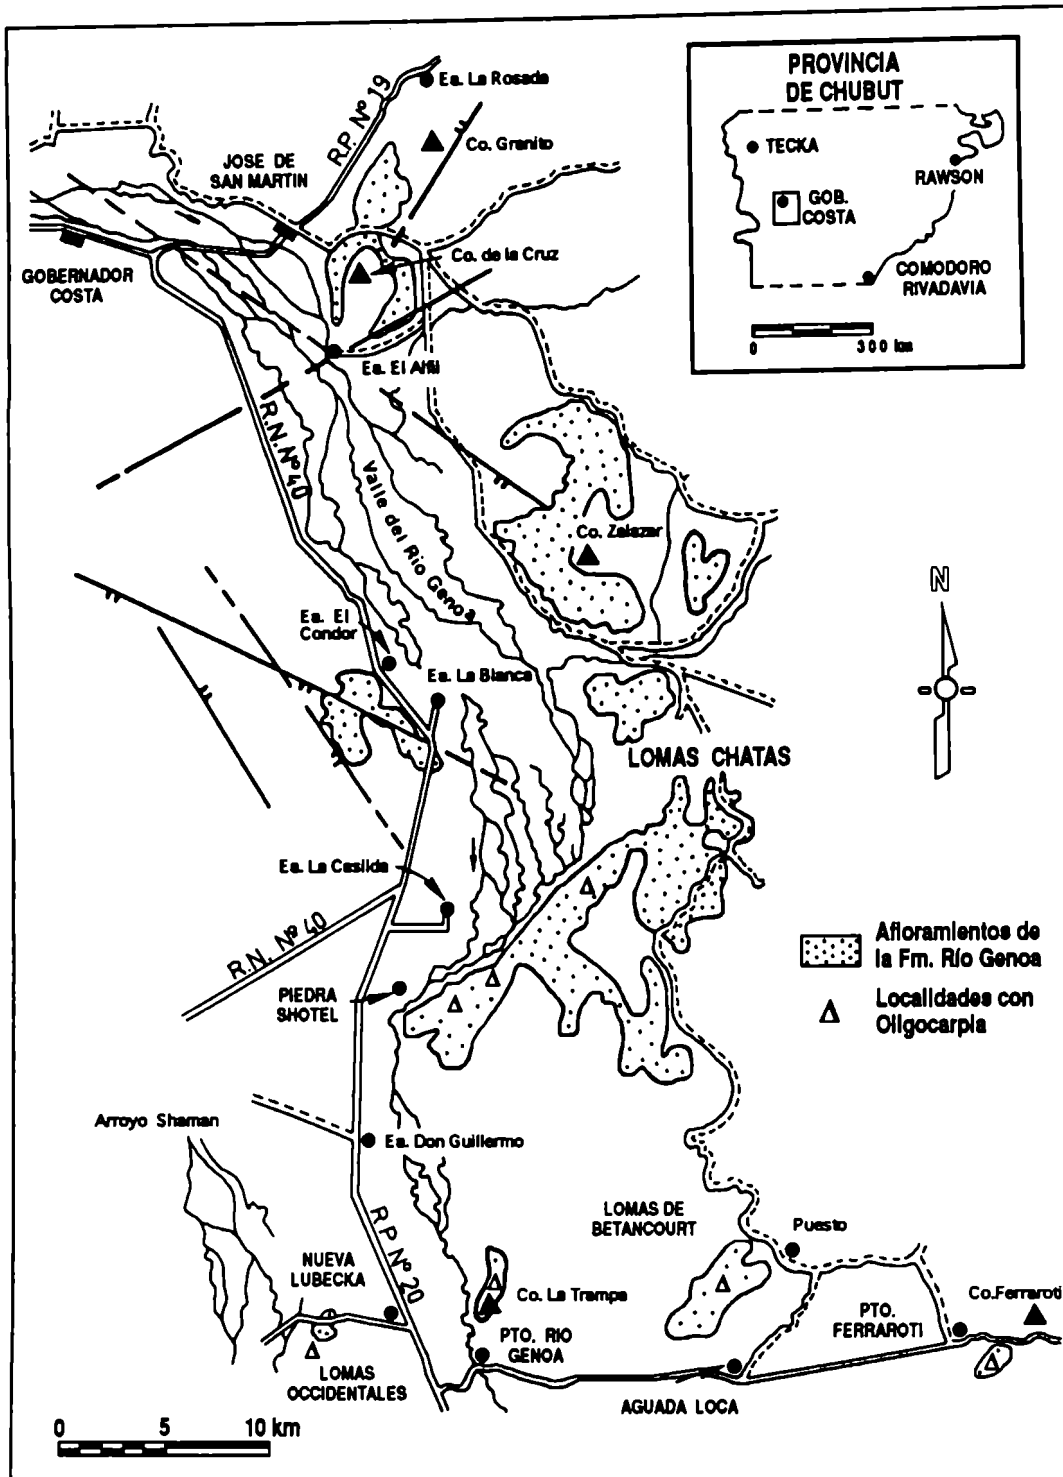 PROVINCIA
DE CHUBUT
TECKA
RAWSON
GOB.
COSTA
COMODORO
RIVADAVIA
0 300 km
Ea. La Rosada
R.P. Nº 19
Co. Granito
JOSE DE
SAN MARTIN
GOBERNADOR
COSTA
Co. de la Cruz
Ea. El Alfil
R.N. Nº 40
Valle del Rio Genoa
Co. Zalazar
N
Ea. El
Condor
Ea. La Blanca
LOMAS CHATAS
Ea. La Casilda
R.N. Nº 40
PIEDRA
SHOTEL
Afloramientos de
la Fm. Río Genoa
Localidades con
Oligocarpia
Arroyo Shaman
Ea. Don Guillermo
R.P. Nº 20
LOMAS DE
BETANCOURT
Puesto
NUEVA
LUBECKA
Co. La Trampa
PTO.
FERRAROTI
Co. Ferraroti
PTO. RIO
GENOA
LOMAS
OCCIDENTALES
AGUADA LOCA
0 5 10 km